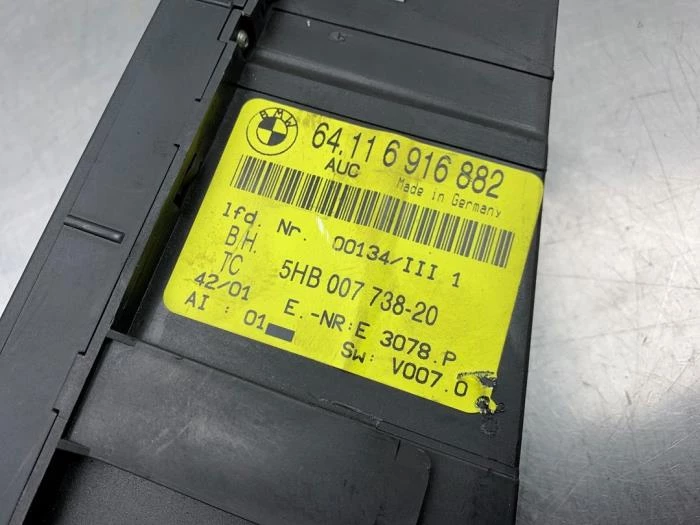 BMW 64.11 6 916 882
AUC Made in Germany
lfd. Nr. 00134/III 1
B.H.
TC 5HB 007 738-20
42/01 E.-NR:E 3078.P
AI : 01 SW: V007.0